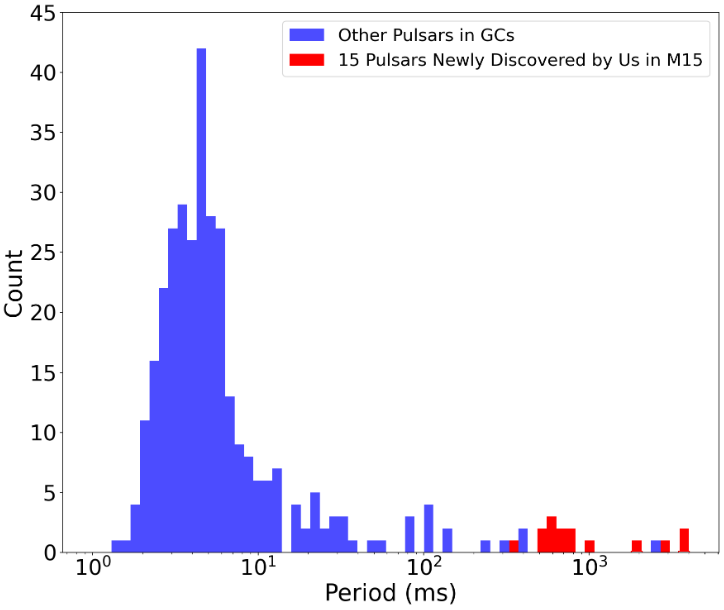 45
40
35
30
25
20
15
10
5
0
Count
Other Pulsars in GCs
15 Pulsars Newly Discovered by Us in M15
10⁰ 10¹ 10² 10³
Period (ms)